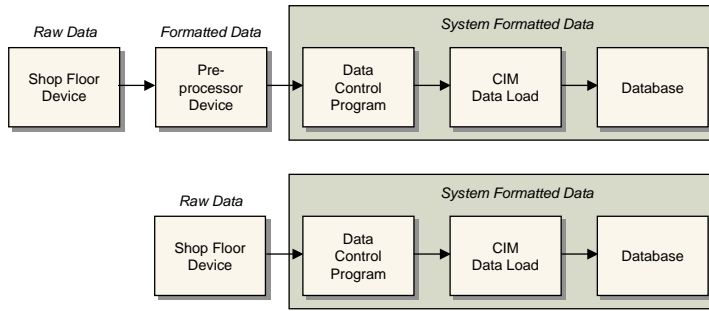 System Formatted Data
Raw Data
Formatted Data
Shop Floor
Device
Pre-
processor
Device
Data
Control
Program
CIM
Data Load
Database
System Formatted Data
Raw Data
Shop Floor
Device
Data
Control
Program
CIM
Data Load
Database